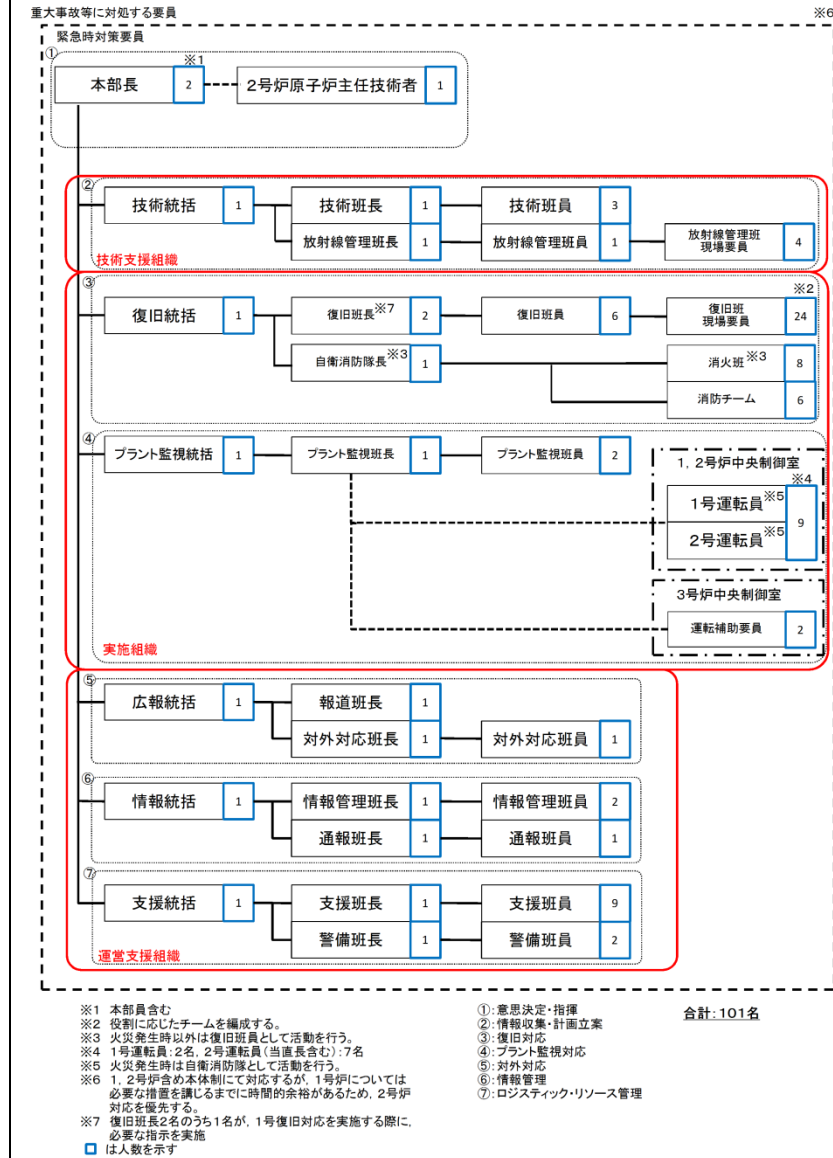 重大事故等に対処する要員
※6
緊急時対策要員
①
※1
本部長 2 2号炉原子炉主任技術者 1
②
技術統括 1 技術班長 1 技術班員 3
放射線管理班長 1 放射線管理班員 1 放射線管理班
現場要員 4
技術支援組織
③
※2
復旧統括 1 復旧班長※7 2 復旧班員 6 復旧班
現場要員 24
自衛消防隊長※3 1 消火班※3 8
消防チーム 6
④
プラント監視統括 1 プラント監視班長 1 プラント監視班員 2
1，2号炉中央制御室
※4
1号運転員※5
9
2号運転員※5
3号炉中央制御室
運転補助要員 2
実施組織
⑤
広報統括 1 報道班長 1
対外対応班長 1 対外対応班員 1
⑥
情報統括 1 情報管理班長 1 情報管理班員 2
通報班長 1 通報班員 1
⑦
支援統括 1 支援班長 1 支援班員 9
警備班長 1 警備班員 2
運営支援組織
※1 本部員含む
※2 役割に応じたチームを編成する。
※3 火災発生時以外は復旧班員として活動を行う。
※4 1号運転員：2名，2号運転員（当直長含む）：7名
※5 火災発生時は自衛消防隊として活動を行う。
※6 1，2号炉含め本体制にて対応するが，1号炉については
必要な措置を講じるまでに時間的余裕があるため，2号炉
対応を優先する。
※7 復旧班長2名のうち1名が，1号復旧対応を実施する際に，
必要な指示を実施
は人数を示す
①：意思決定・指揮
②：情報収集・計画立案
③：復旧対応
④：プラント監視対応
⑤：対外対応
⑥：情報管理
⑦：ロジスティック・リソース管理
合計：101名